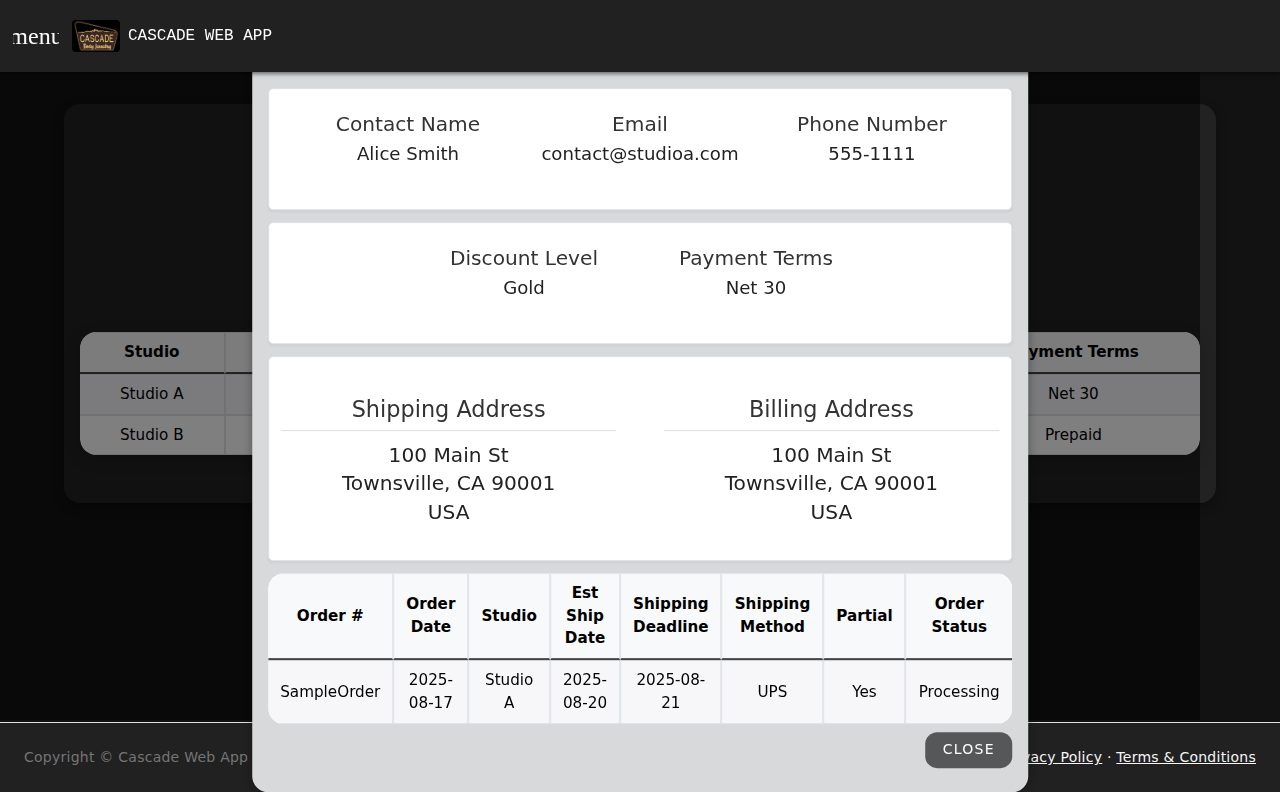 menu CASCADE Body Jewelry CASCADE WEB APP
Contact Name Email Phone Number
Alice Smith contact@studioa.com 555-1111
Discount Level Payment Terms
Gold Net 30
Studio yment Terms
Studio A Net 30
Studio B Prepaid
Shipping Address Billing Address
100 Main St 100 Main St
Townsville, CA 90001 Townsville, CA 90001
USA USA
Order # Order Date Studio Est Ship Date Shipping Deadline Shipping Method Partial Order Status
SampleOrder 2025-08-17 Studio A 2025-08-20 2025-08-21 UPS Yes Processing
CLOSE
Copyright © Cascade Web App vacy Policy · Terms & Conditions